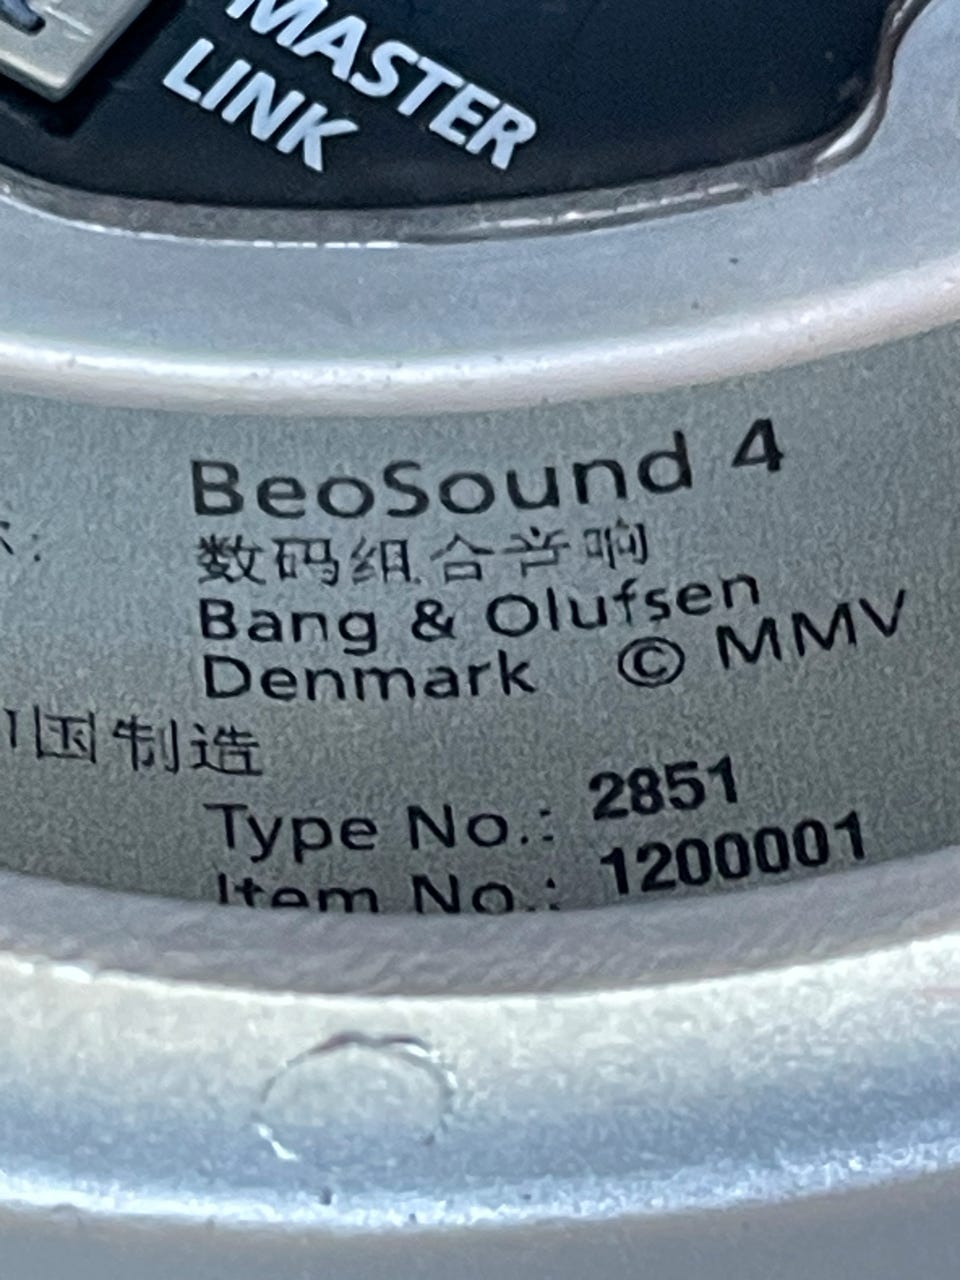 MASTER
LINK
BeoSound 4
数码组合音响
Bang & Olufsen
Denmark © MMV
国制造
Type No.: 2851
Item No.: 1200001